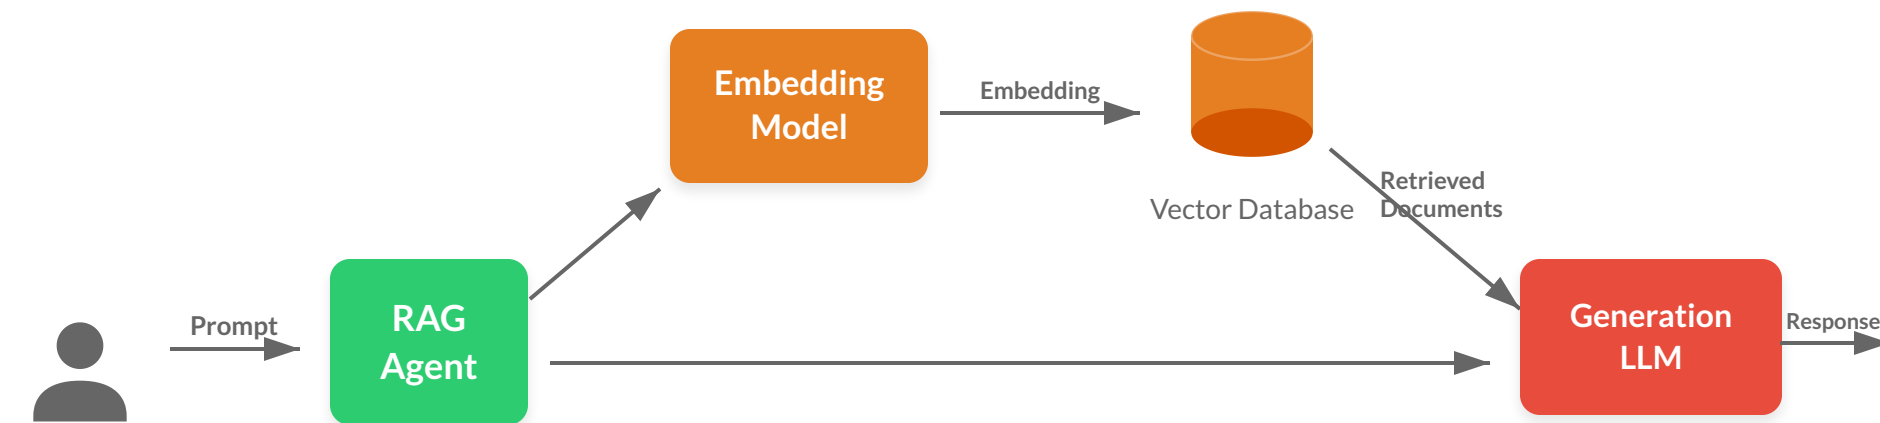 Embedding
Model
Embedding
Vector Database
Retrieved
Documents
Prompt
RAG
Agent
Generation
LLM
Response